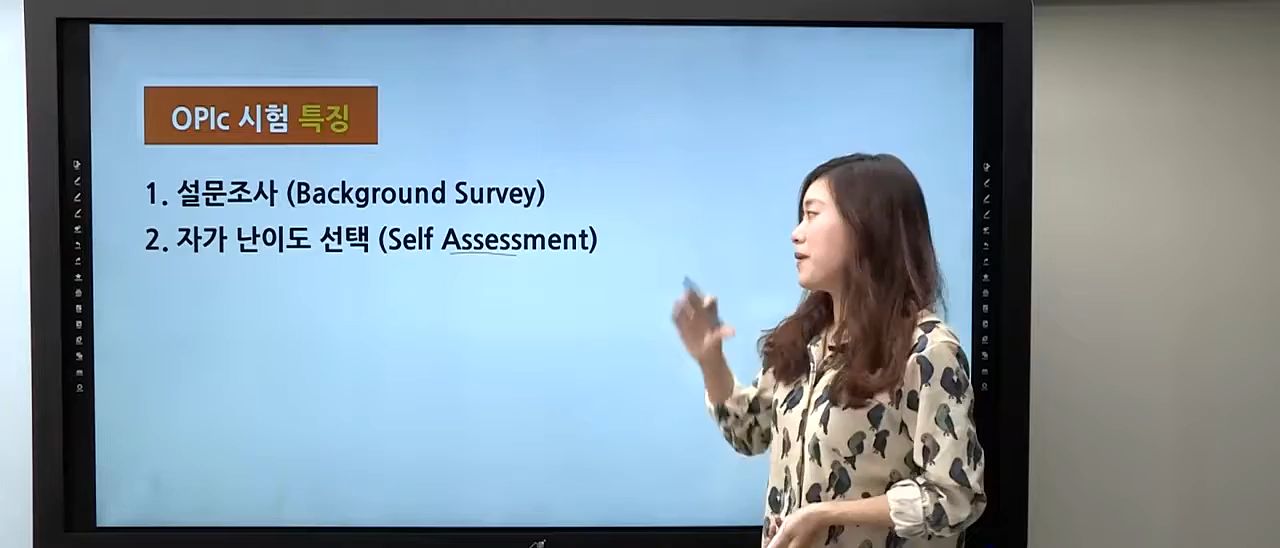 OPIc 시험 특징
1. 설문조사 (Background Survey)
2. 자가 난이도 선택 (Self Assessment)